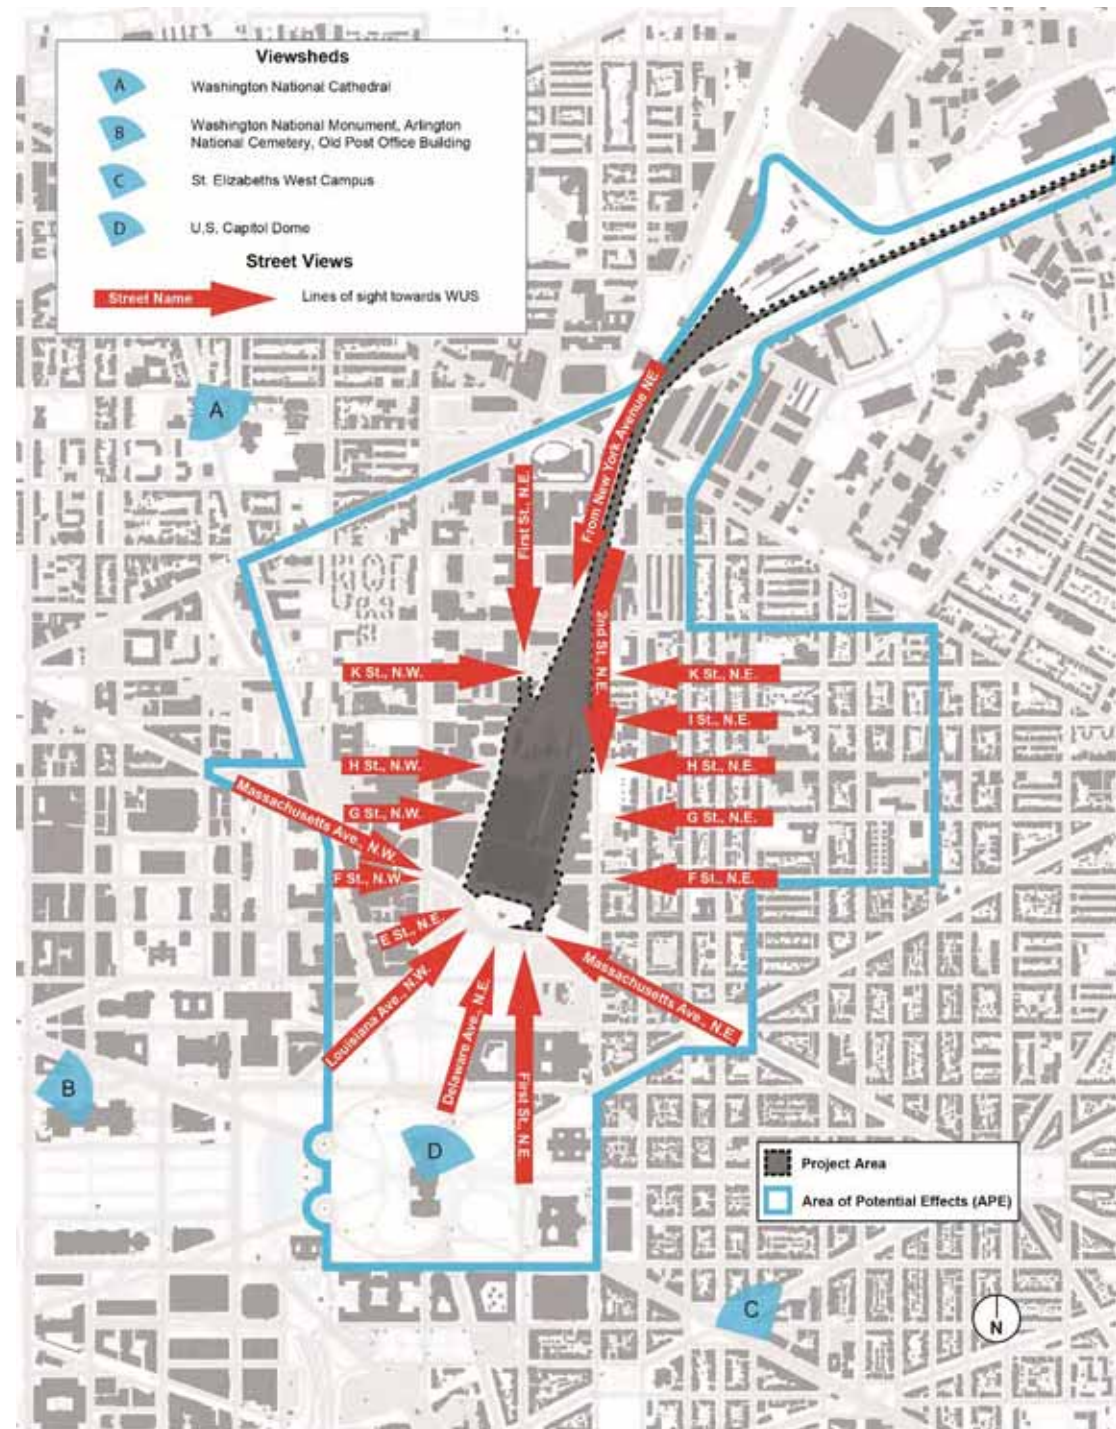 Viewsheds
A
Washington National Cathedral
B
Washington National Monument, Arlington
National Cemetery, Old Post Office Building
C
St. Elizabeths West Campus
D
U.S. Capitol Dome
Street Views
Street Name
Lines of sight towards WUS
A
From New York Avenue NE.
First St., N.E.
2nd St., N.E.
K St., N.W.
K St., N.E.
I St., N.E.
H St., N.W.
H St., N.E.
Massachusetts Ave., N.W.
G St., N.W.
G St., N.E.
F St., N.W.
F St., N.E.
E St., N.E.
Louisiana Ave., N.W.
Delaware Ave., N.E.
First St., N.E.
Massachusetts Ave., N.E.
B
D
Project Area
Area of Potential Effects (APE)
C
N